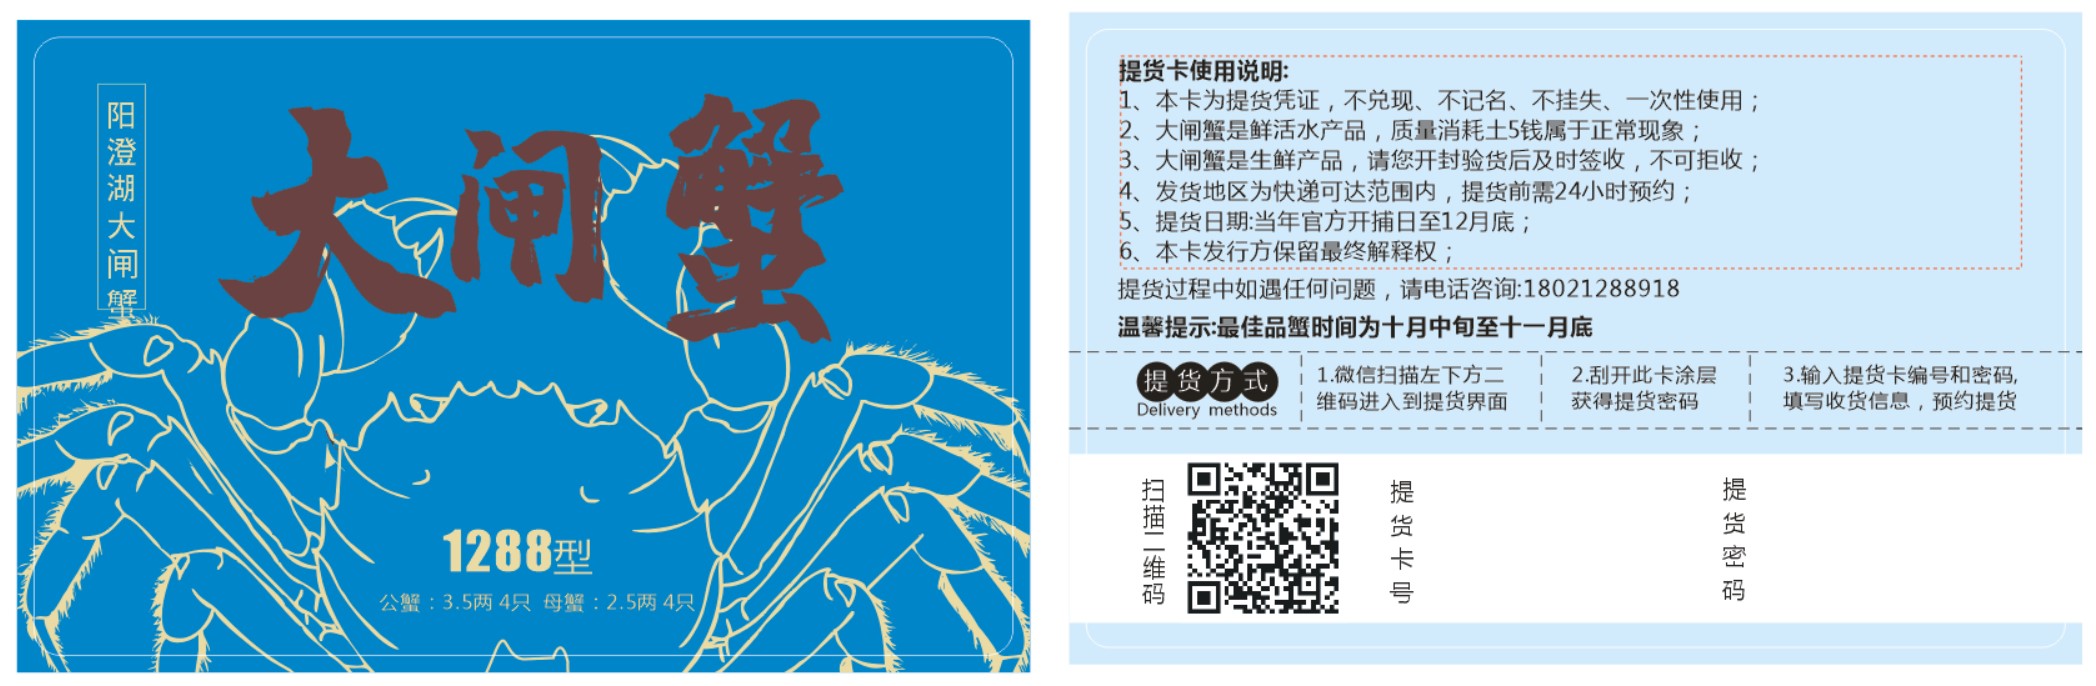 阳澄湖大闸蟹
大闸蟹
1288型
公蟹：3.5两 4只 母蟹：2.5两 4只
提货卡使用说明:
1、本卡为提货凭证，不兑现、不记名、不挂失、一次性使用；
2、大闸蟹是鲜活水产品，质量消耗土5钱属于正常现象；
3、大闸蟹是生鲜产品，请您开封验货后及时签收，不可拒收；
4、发货地区为快递可达范围内，提货前需24小时预约；
5、提货日期:当年官方开捕日至12月底；
6、本卡发行方保留最终解释权；
提货过程中如遇任何问题，请电话咨询:18021288918
温馨提示:最佳品蟹时间为十月中旬至十一月底
提货方式
Delivery methods
1.微信扫描左下方二
维码进入到提货界面
2.刮开此卡涂层
获得提货密码
3.输入提货卡编号和密码,
填写收货信息，预约提货
扫描二维码
提货卡号
提货密码